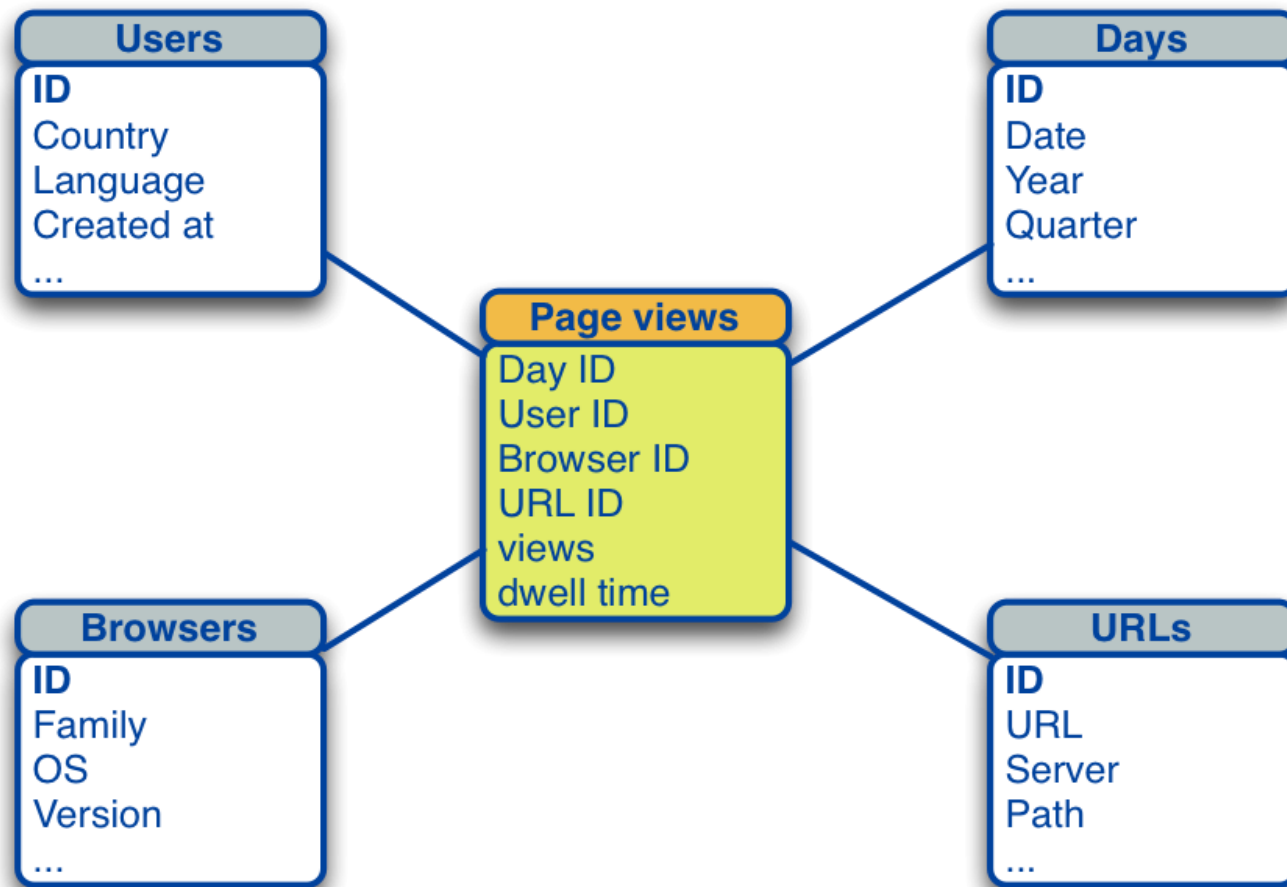 Users
ID
Country
Language
Created at
...
Days
ID
Date
Year
Quarter
...
Page views
Day ID
User ID
Browser ID
URL ID
views
dwell time
Browsers
ID
Family
OS
Version
...
URLs
ID
URL
Server
Path
...